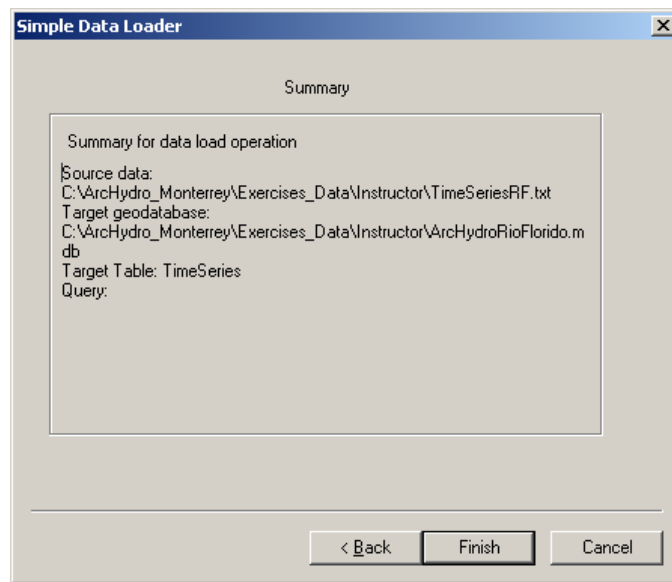 Simple Data Loader
Summary
Summary for data load operation
Source data:
C:\ArcHydro_Monterrey\Exercises_Data\Instructor\TimeSeriesRF.txt
Target geodatabase:
C:\ArcHydro_Monterrey\Exercises_Data\Instructor\ArcHydroRioFlorido.m
db
Target Table: TimeSeries
Query:
< Back Finish Cancel